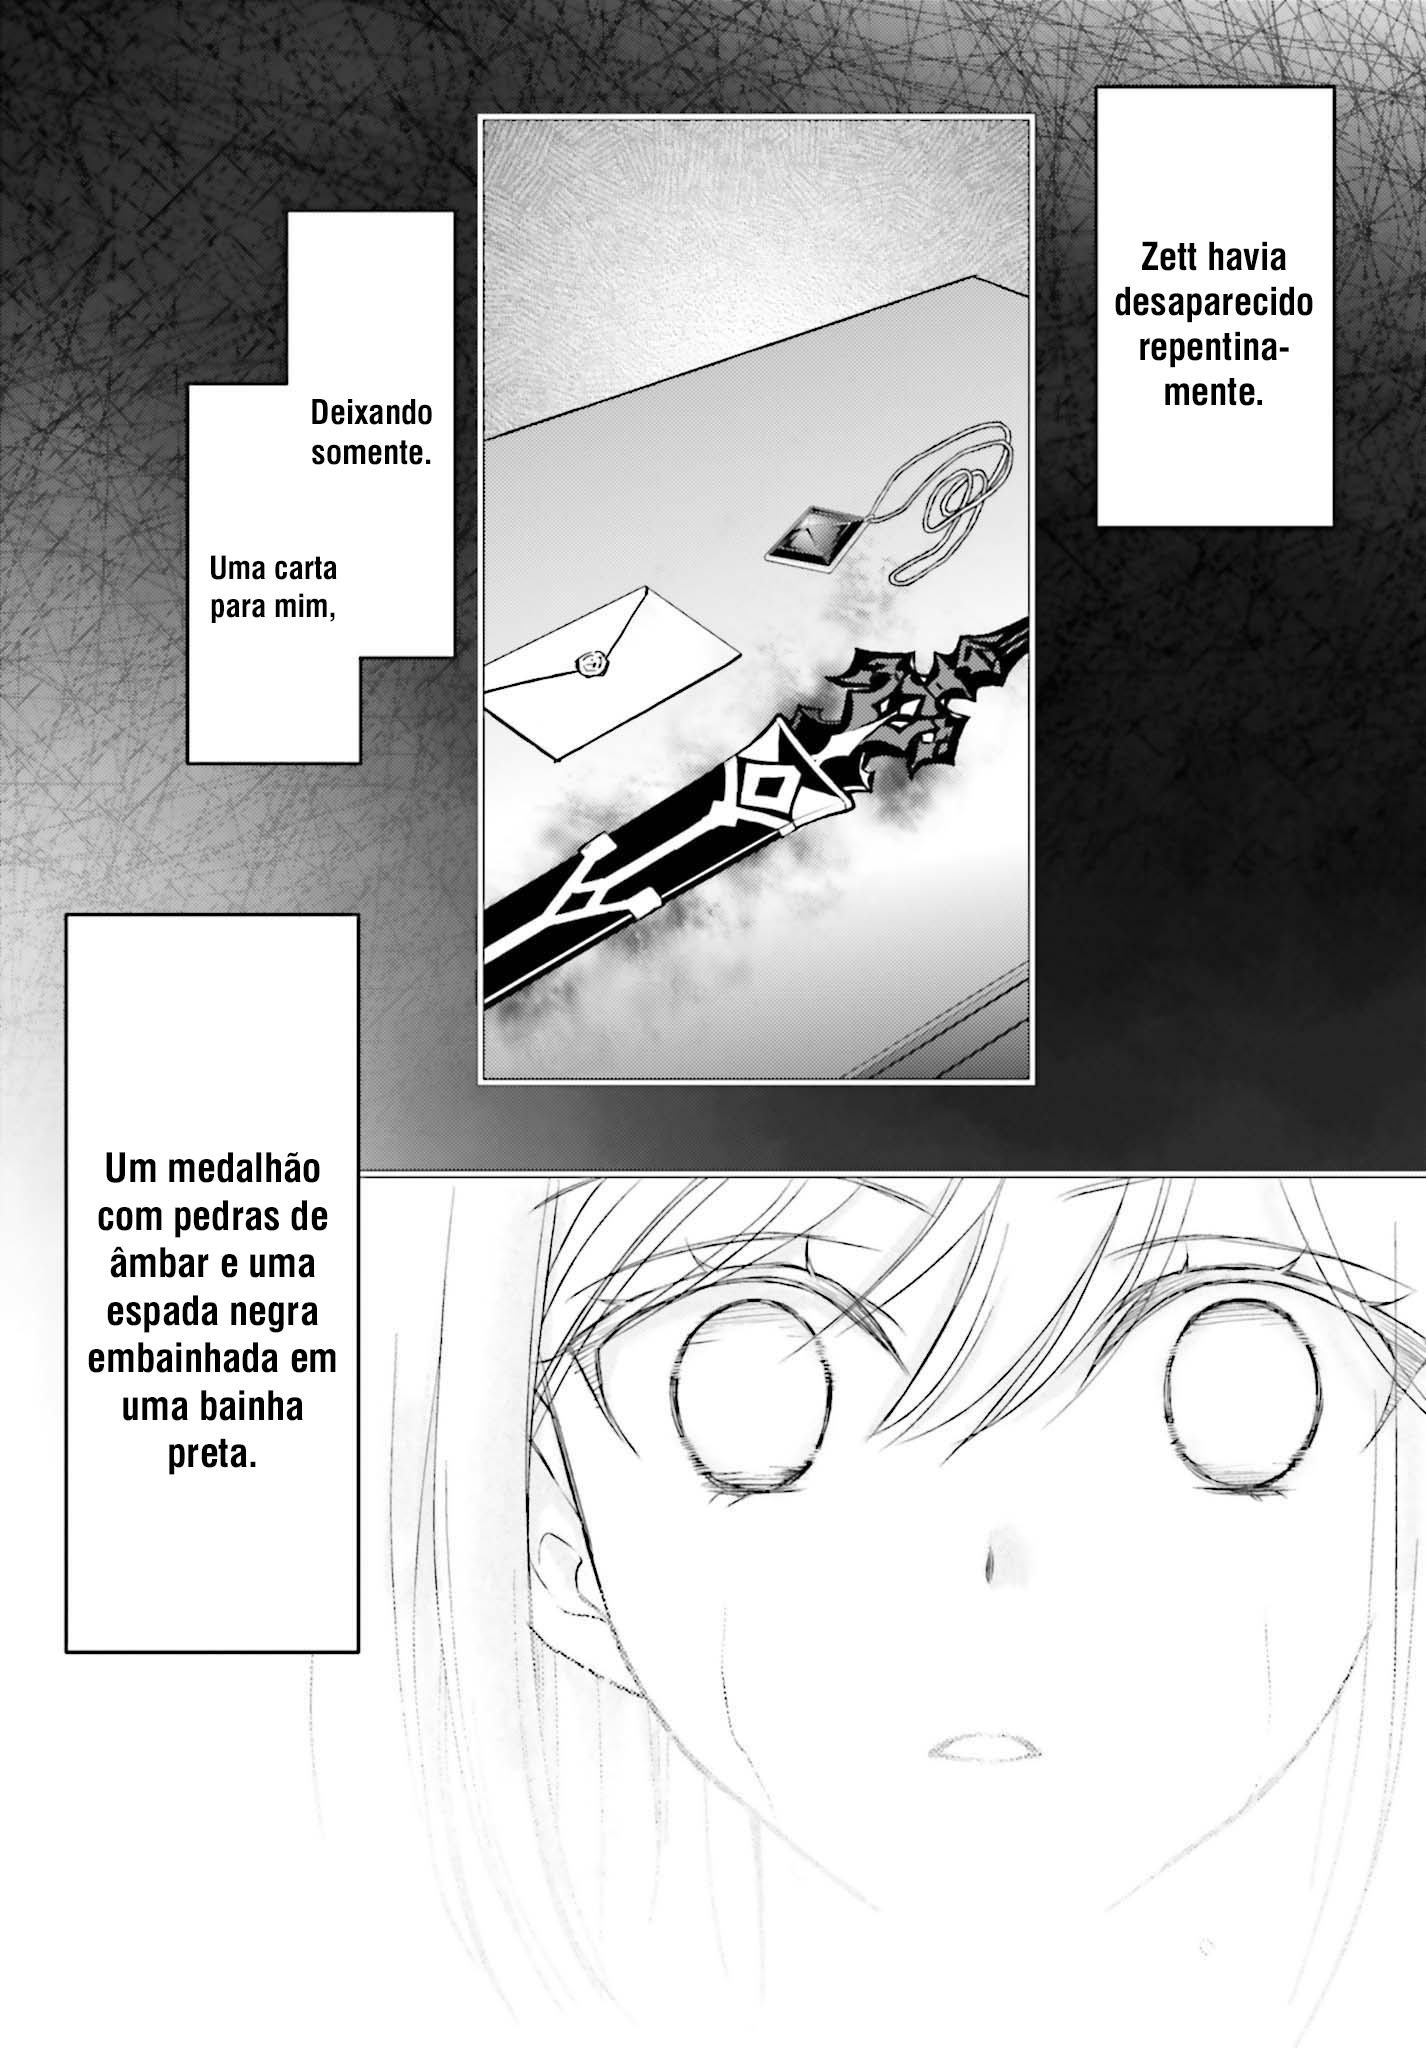 Zett havia
desaparecido
repentina-
mente.
Deixando
somente.
Uma carta
para mim,
Um medalhão
com pedras de
âmbar e uma
espada negra
embainhada em
uma bainha
preta.